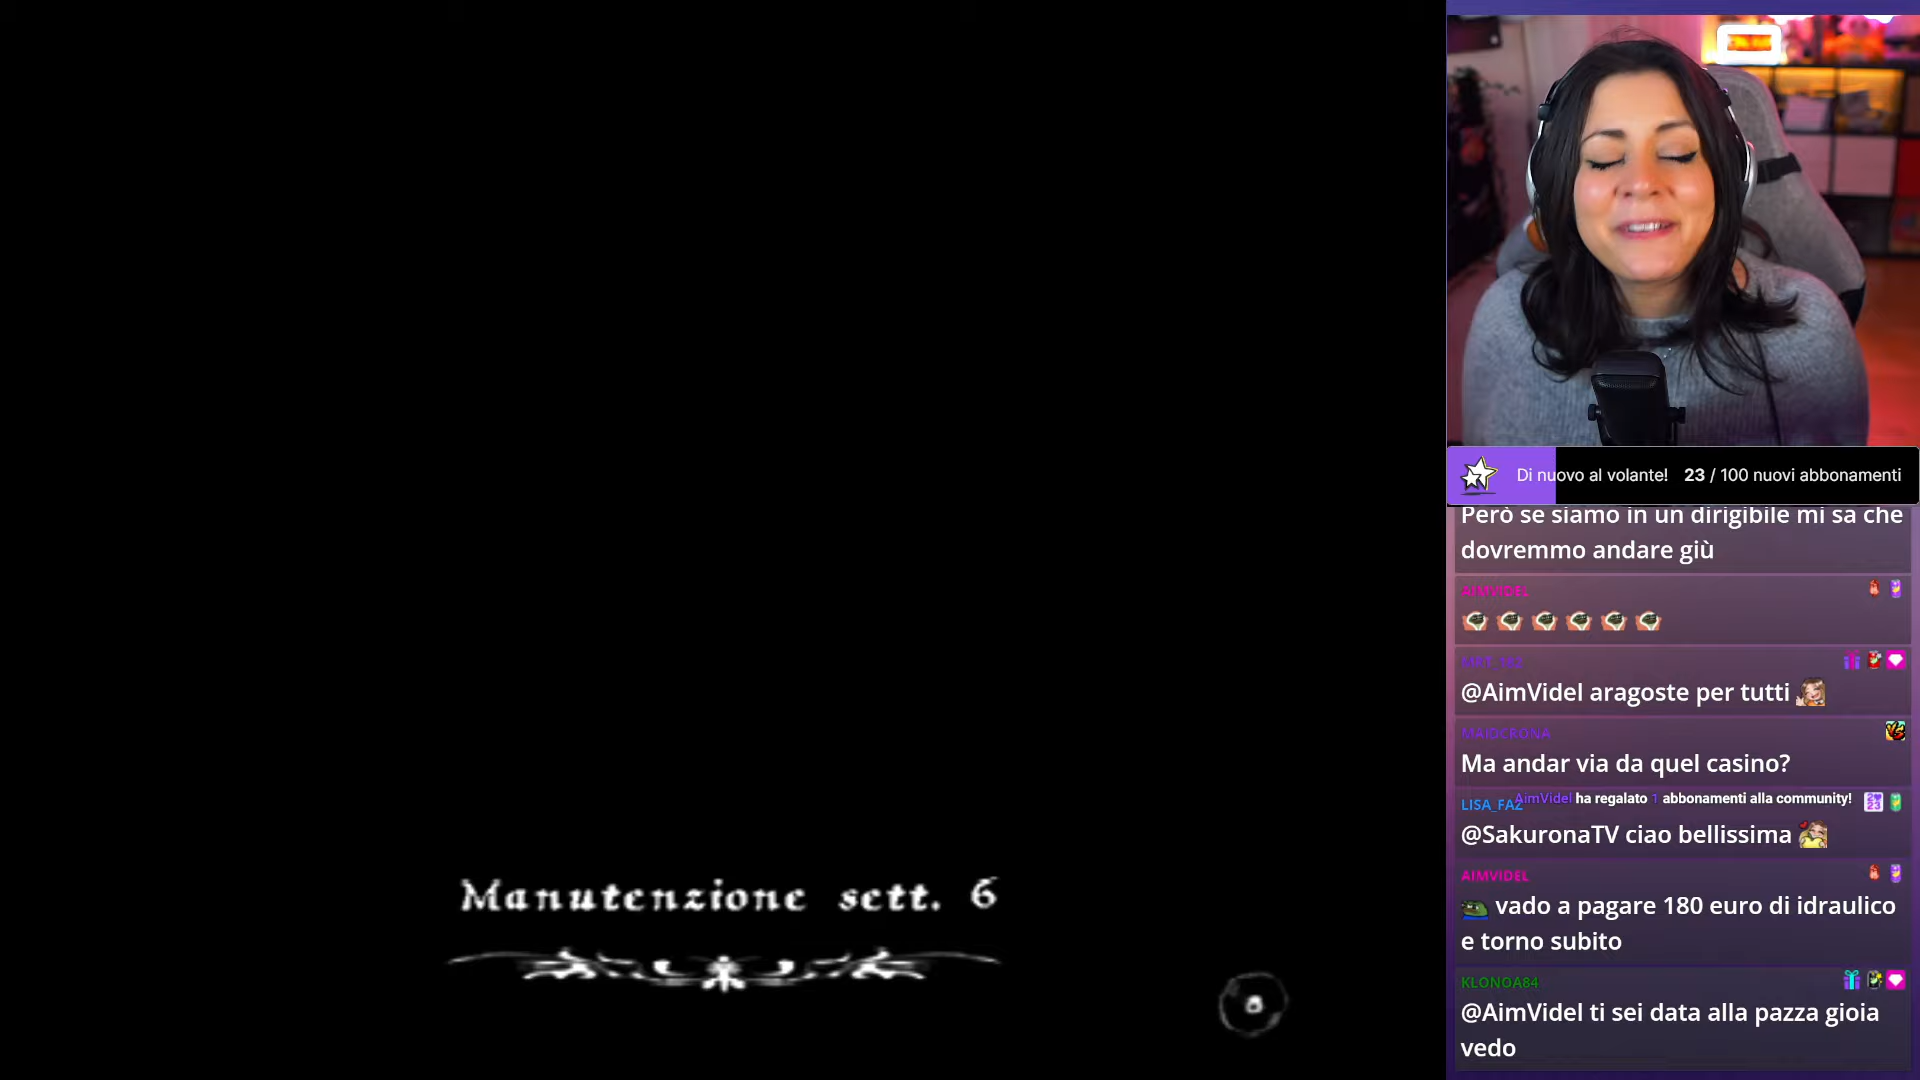 Manutenzione sett. 6
Di nuovo al volante! 23 / 100 nuovi abbonamenti
Però se siamo in un dirigibile mi sa che
dovremmo andare giù
AIMVIDEL
@AimVidel aragoste per tutti
MAIDCRONA
Ma andar via da quel casino?
LISA_FAZ
AimVidel ha regalato 1 abbonamenti alla community!
@SakuronaTV ciao bellissima
AIMVIDEL
vado a pagare 180 euro di idraulico
e torno subito
KLONOA84
@AimVidel ti sei data alla pazza gioia
vedo